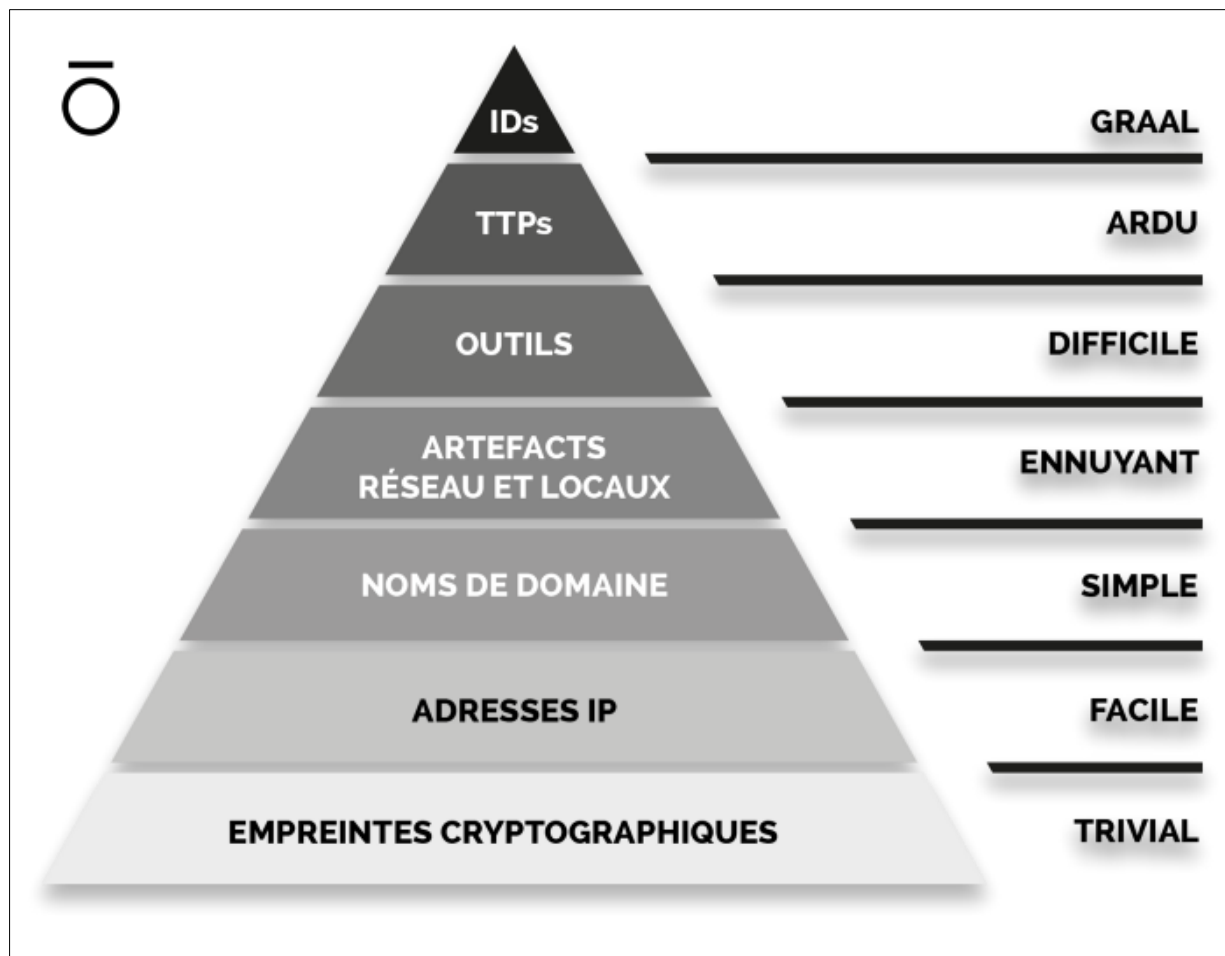 Ō
IDs
GRAAL
TTPs
ARDU
OUTILS
DIFFICILE
ARTEFACTS
RÉSEAU ET LOCAUX
ENNUYANT
NOMS DE DOMAINE
SIMPLE
ADRESSES IP
FACILE
EMPREINTES CRYPTOGRAPHIQUES
TRIVIAL